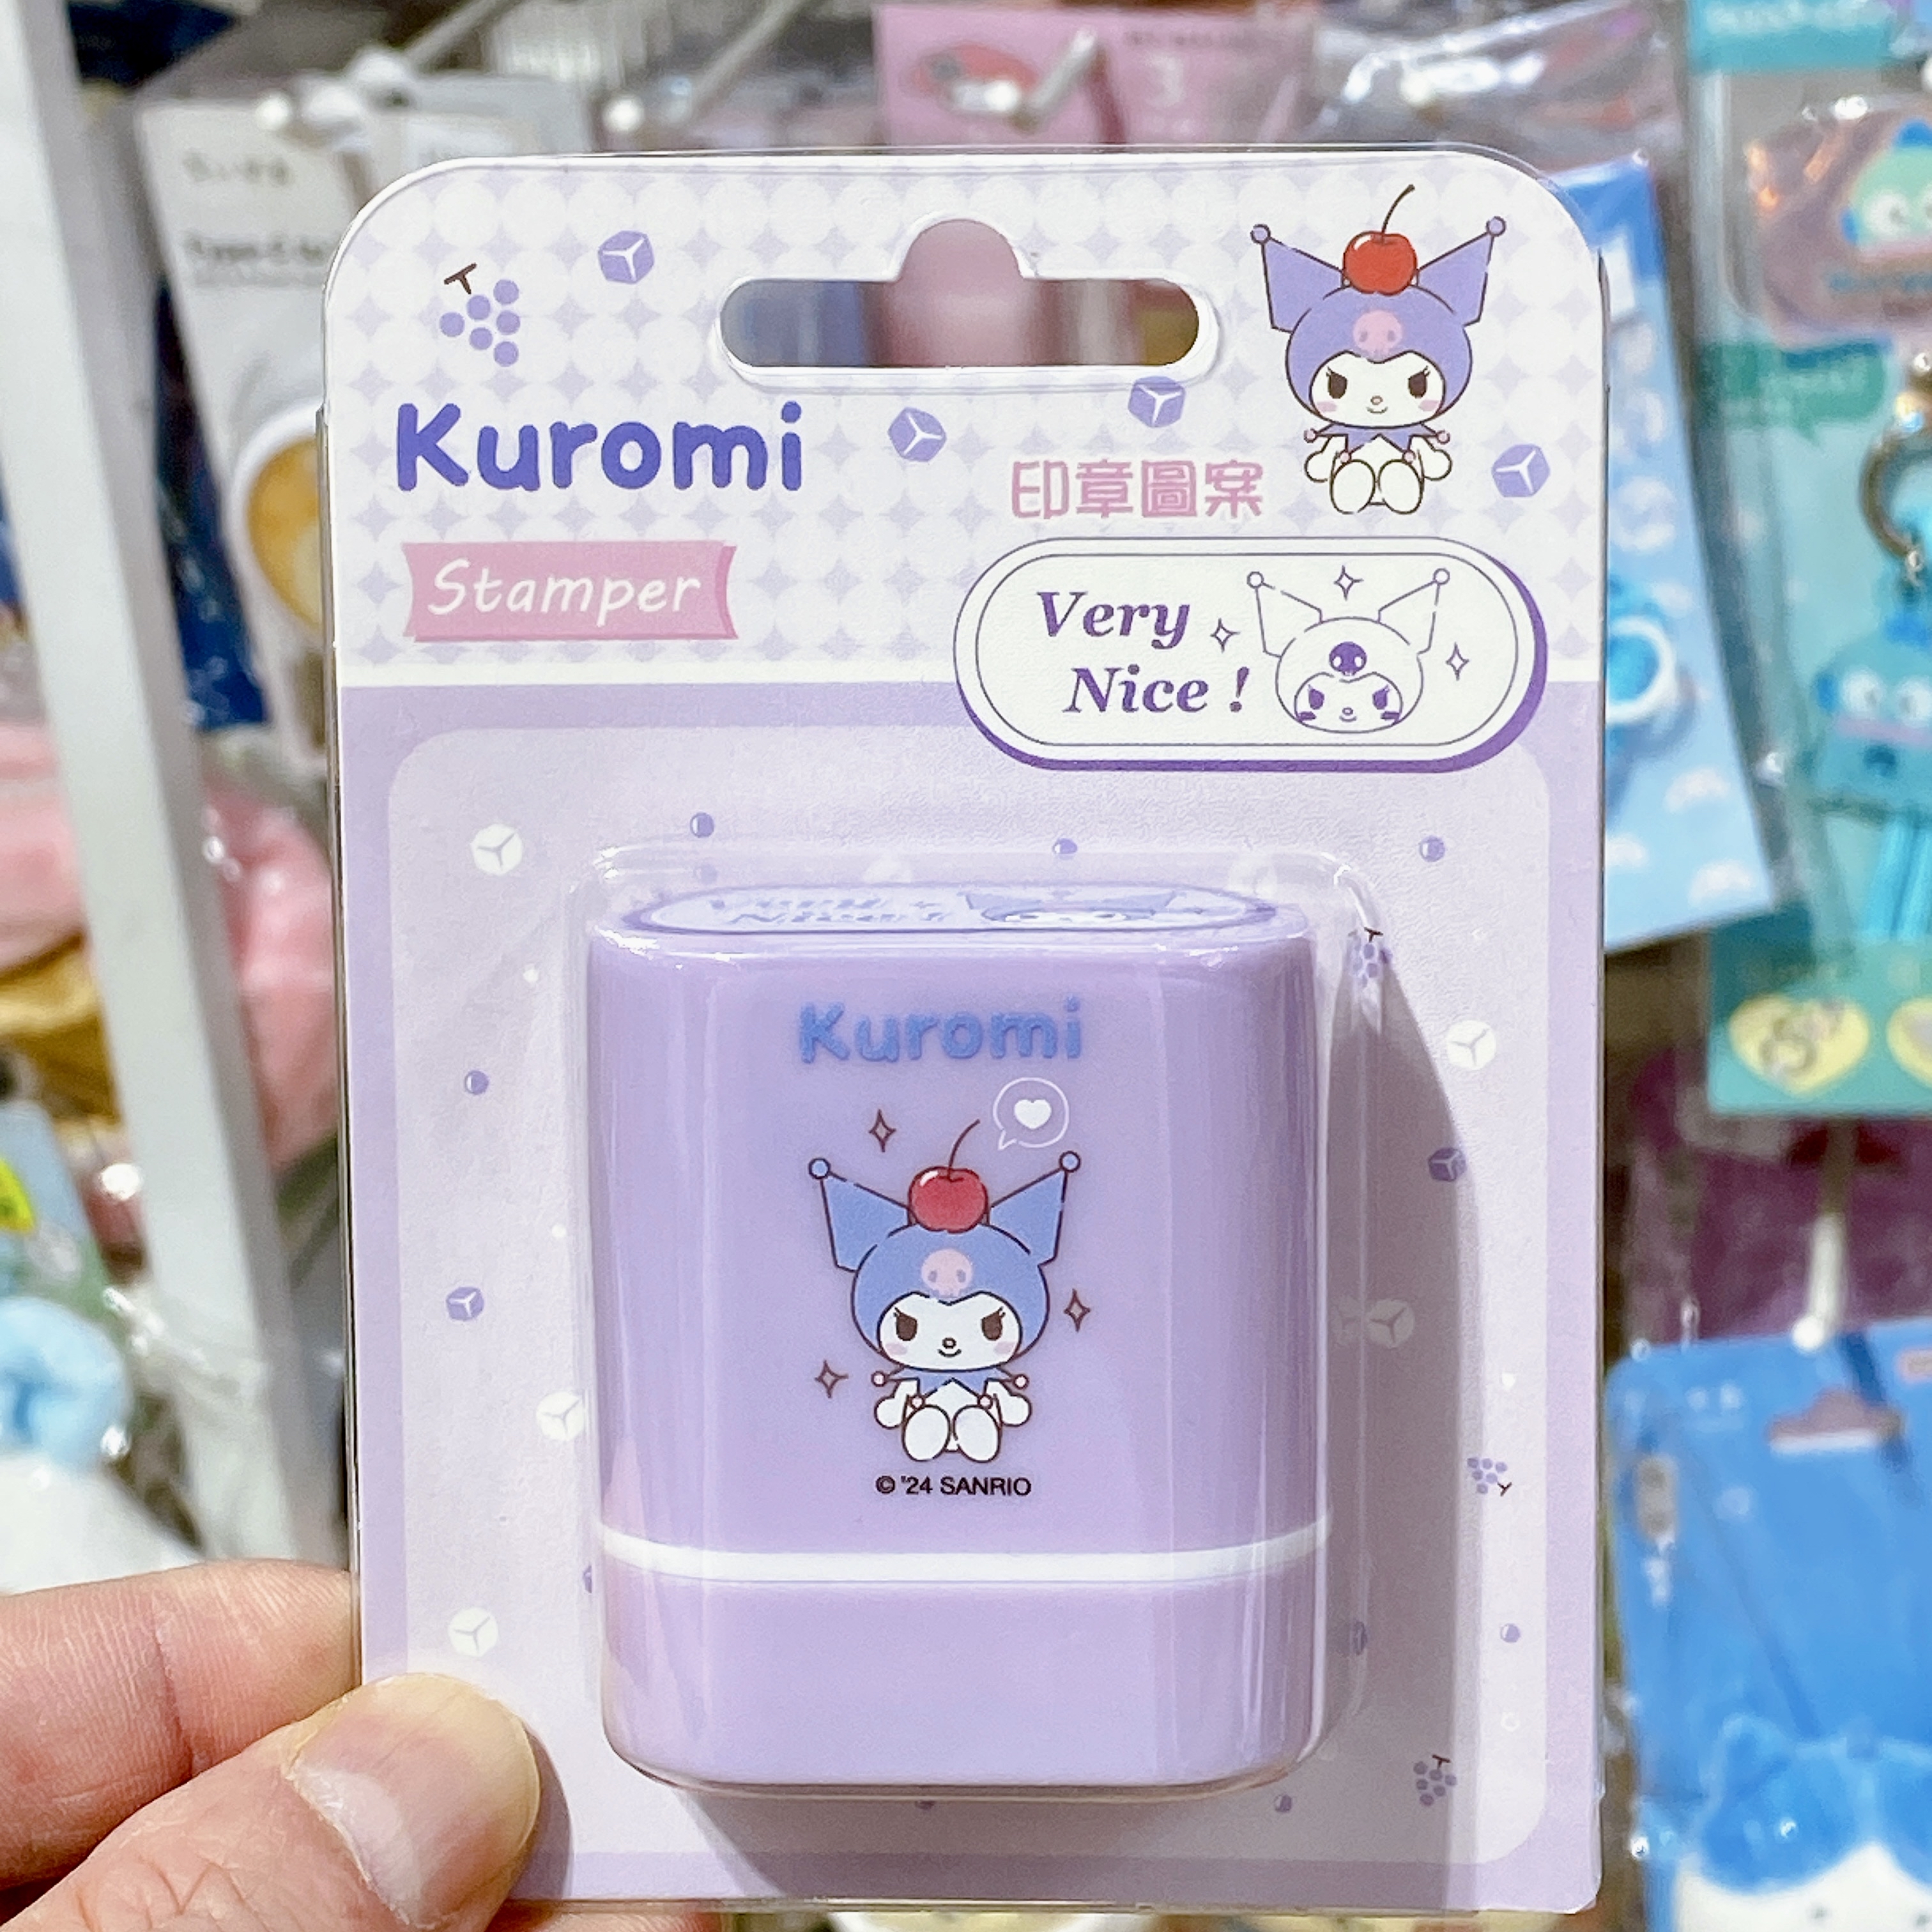 Kuromi
印章圖案
Stamper
Very
Nice !
Kuromi
© '24 SANRIO